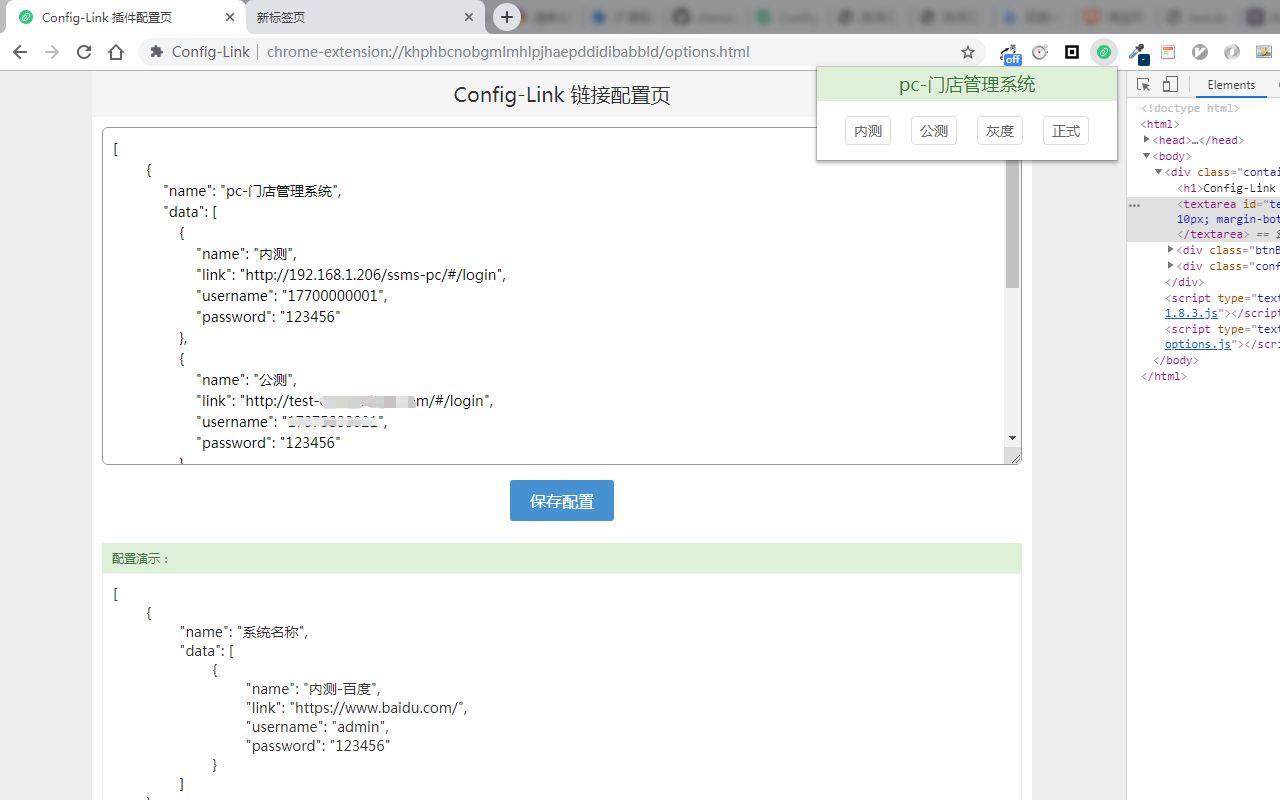 Config-Link 插件配置页
新标签页
Config-Link
chrome-extension://khphbcnobgmlmhlpjhaepddidibabbld/options.html
off
Config-Link 链接配置页
pc-门店管理系统
内测 公测 灰度 正式
[
{
"name": "pc-门店管理系统",
"data": [
{
"name": "内测",
"link": "http://192.168.1.206/ssms-pc/#/login",
"username": "17700000001",
"password": "123456"
},
{
"name": "公测",
"link": "http://test- m/#/login",
"username": " ",
"password": "123456"
保存配置
配置演示：
[
{
"name": "系统名称",
"data": [
{
"name": "内测-百度",
"link": "https://www.baidu.com/",
"username": "admin",
"password": "123456"
}
]
Elements
<!doctype html>
<html>
<head>…</head>
<body>
<div class="contai
<h1>Config-Link
<textarea id="te
10px; margin-bot
</textarea> ==
<div class="btnB
<div class="conf
</div>
<script type="text
1.8.3.js"></script
<script type="text
options.js"></scri
</body>
</html>